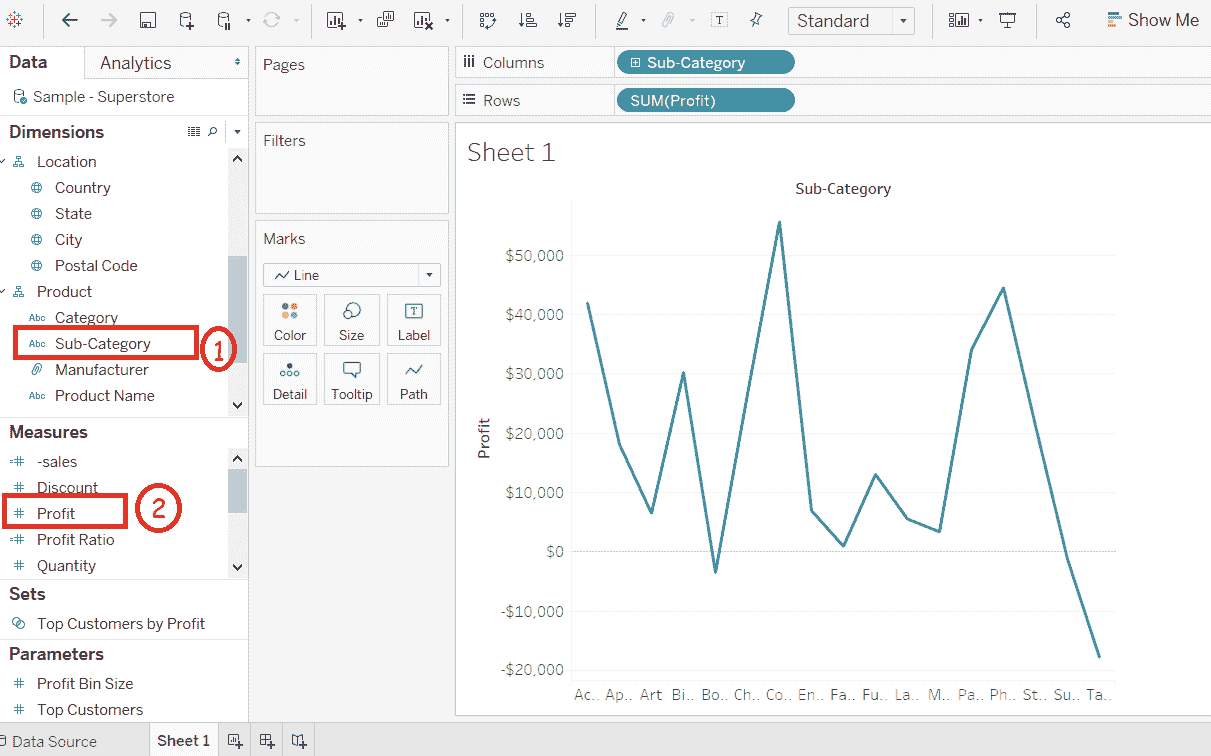 Standard
Show Me
Data
Analytics
Sample - Superstore
Dimensions
Location
Country
State
City
Postal Code
Product
Abc Category
Abc Sub-Category
1
Manufacturer
Abc Product Name
Measures
-sales
Discount
Profit
2
Profit Ratio
Quantity
Sets
Top Customers by Profit
Parameters
Profit Bin Size
Top Customers
Pages
Filters
Marks
Line
Color Size Label
Detail Tooltip Path
Columns Sub-Category
Rows SUM(Profit)
Sheet 1
Sub-Category
Profit
$50,000
$40,000
$30,000
$20,000
$10,000
$0
-$10,000
-$20,000
Ac.. Ap.. Art Bi.. Bo.. Ch.. Co.. En.. Fa.. Fu.. La.. M.. Pa.. Ph.. St.. Su.. Ta..
Data Source Sheet 1